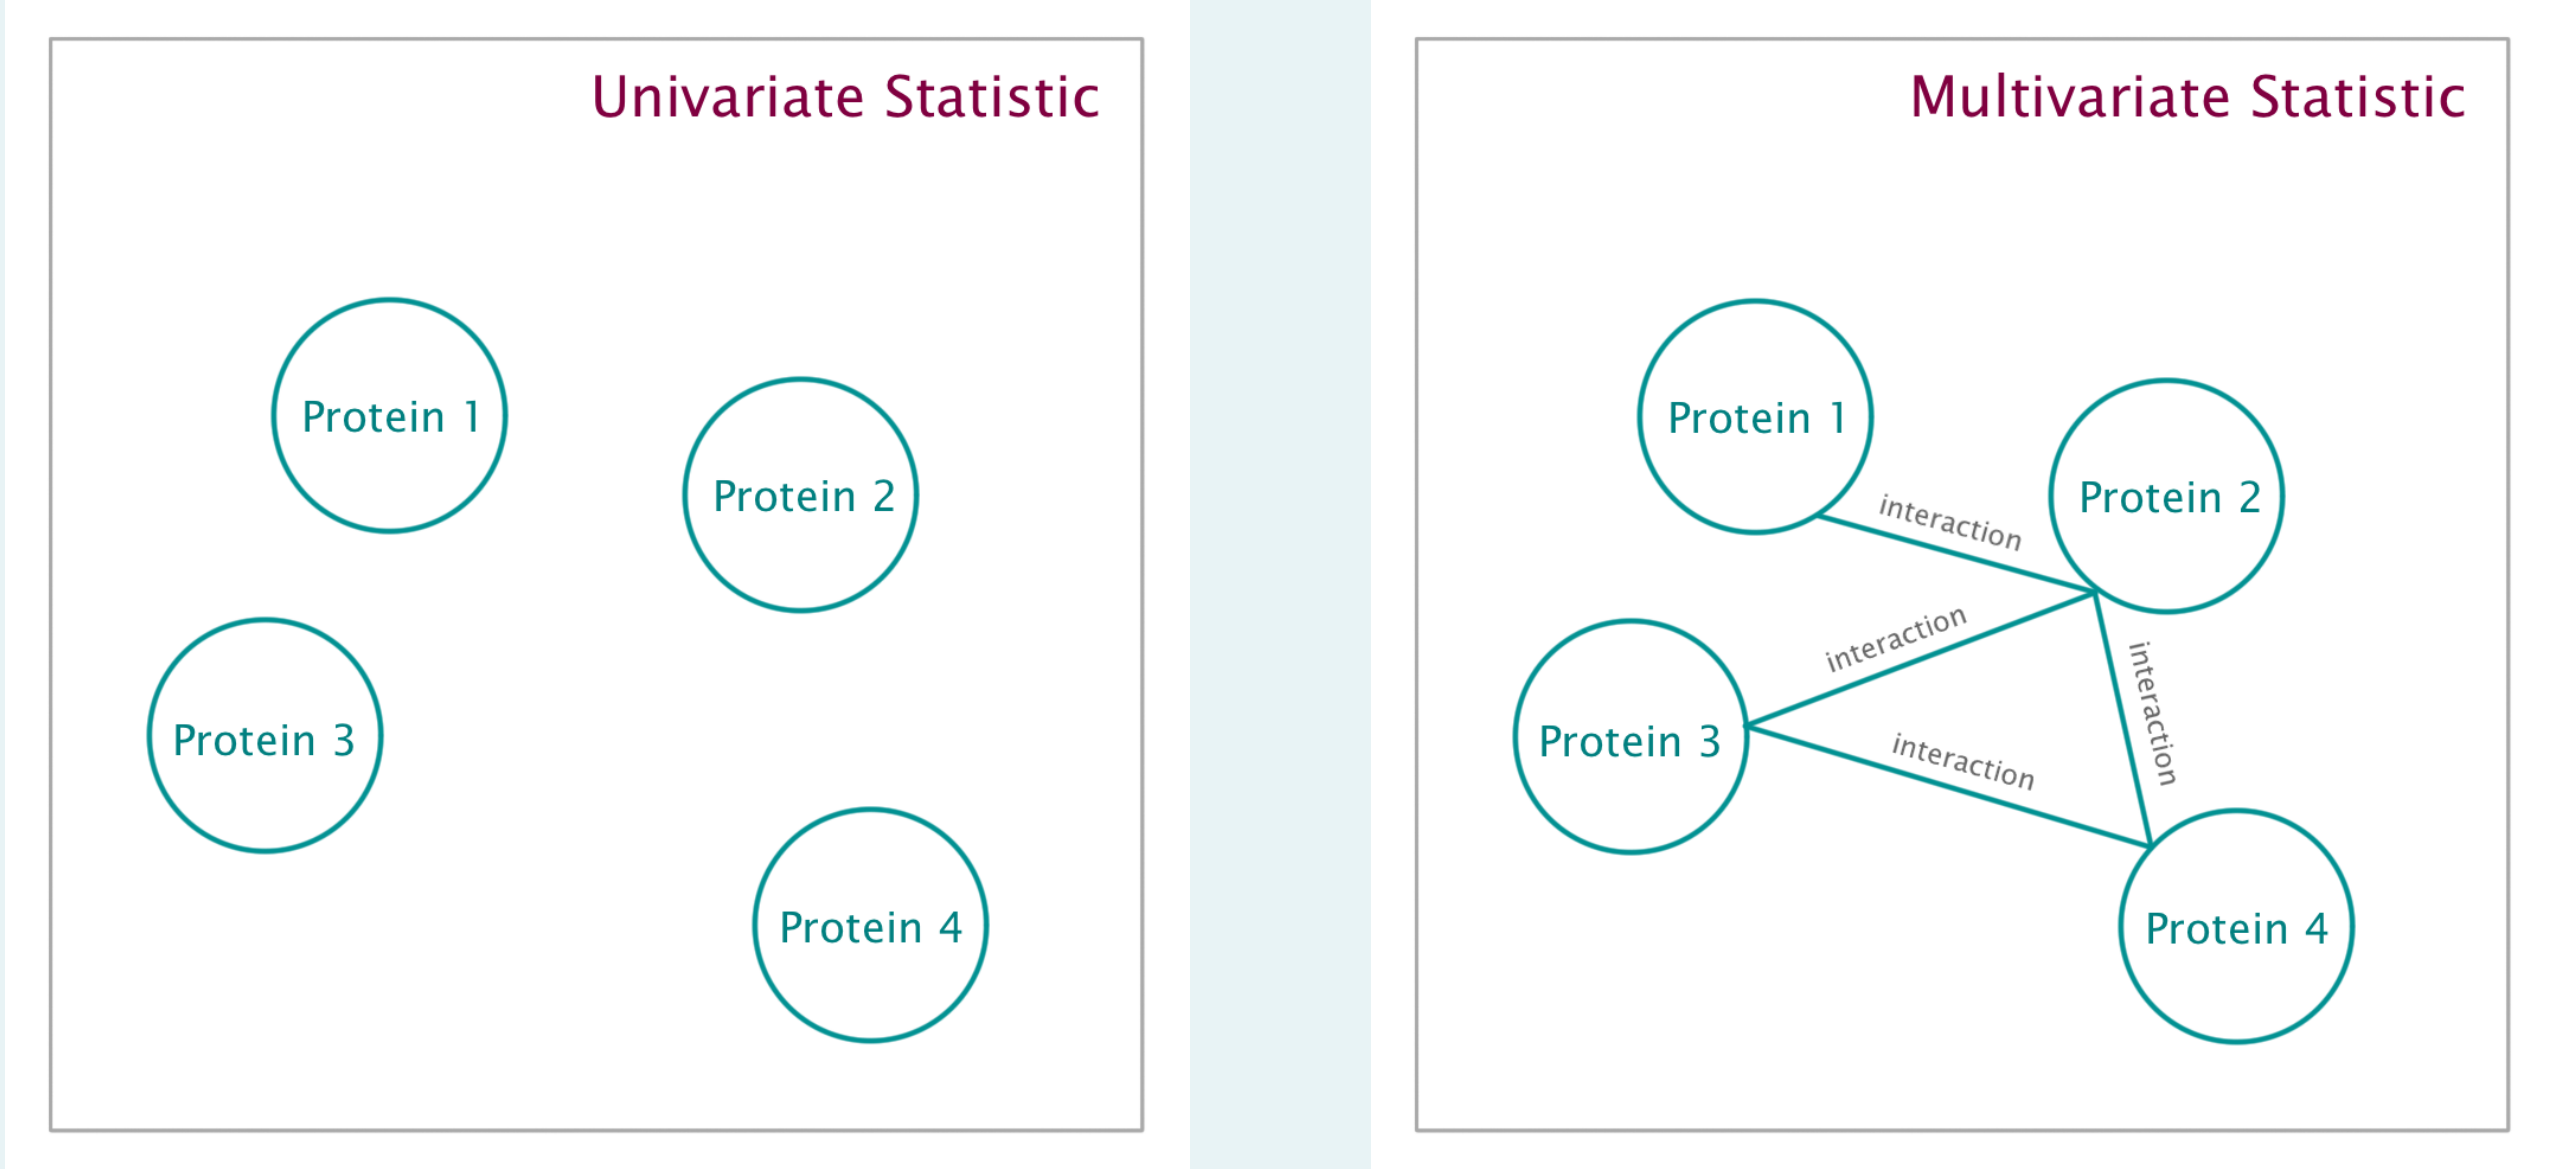 Univariate Statistic
Protein 1
Protein 2
Protein 3
Protein 4
Multivariate Statistic
Protein 1
Protein 2
interaction
interaction
interaction
Protein 3
interaction
Protein 4